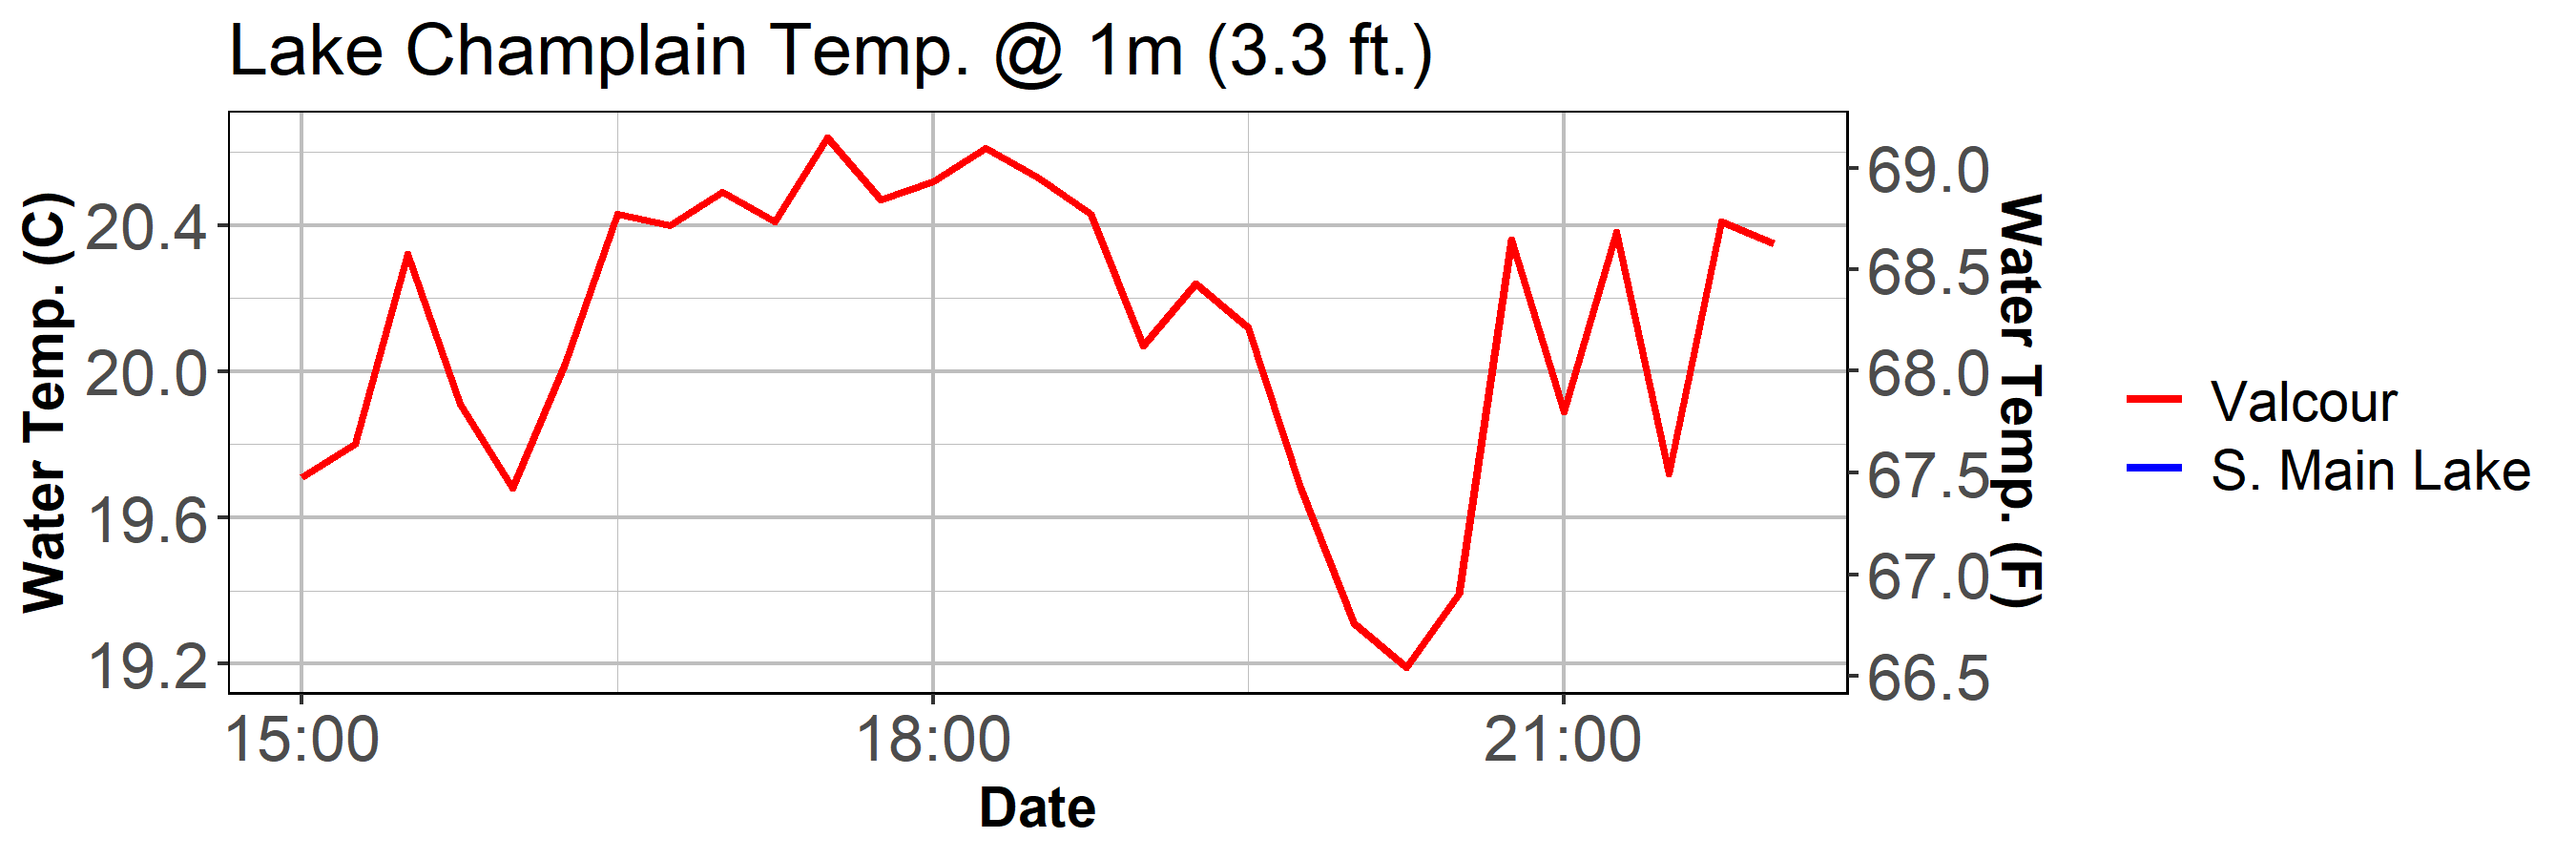 Lake Champlain Temp. @ 1m (3.3 ft.)
Water Temp. (C)
20.4
20.0
19.6
19.2
69.0
68.5
68.0
67.5
67.0
66.5
Water Temp. (F)
15:00 18:00 21:00
Date
Valcour
S. Main Lake